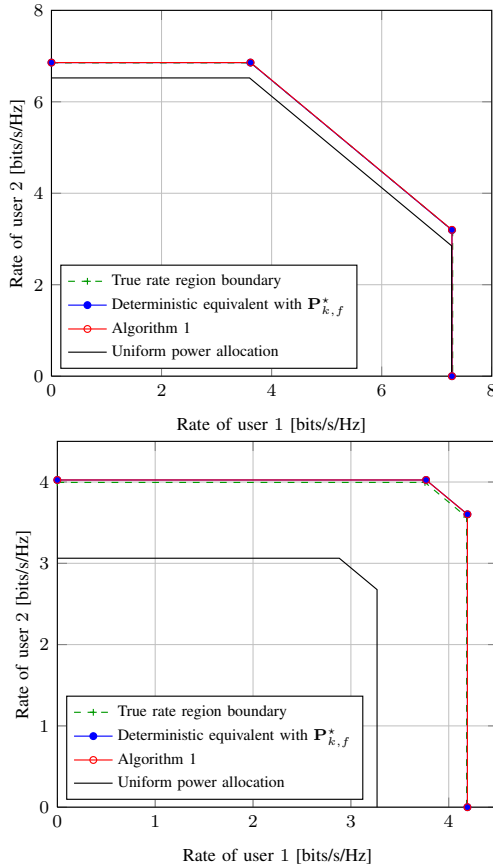 8
6
4
2
0
Rate of user 2 [bits/s/Hz]
True rate region boundary
Deterministic equivalent with P⋆k,f
Algorithm 1
Uniform power allocation
0 2 4 6 8
Rate of user 1 [bits/s/Hz]
4
3
2
1
0
Rate of user 2 [bits/s/Hz]
True rate region boundary
Deterministic equivalent with P⋆k,f
Algorithm 1
Uniform power allocation
0 1 2 3 4
Rate of user 1 [bits/s/Hz]